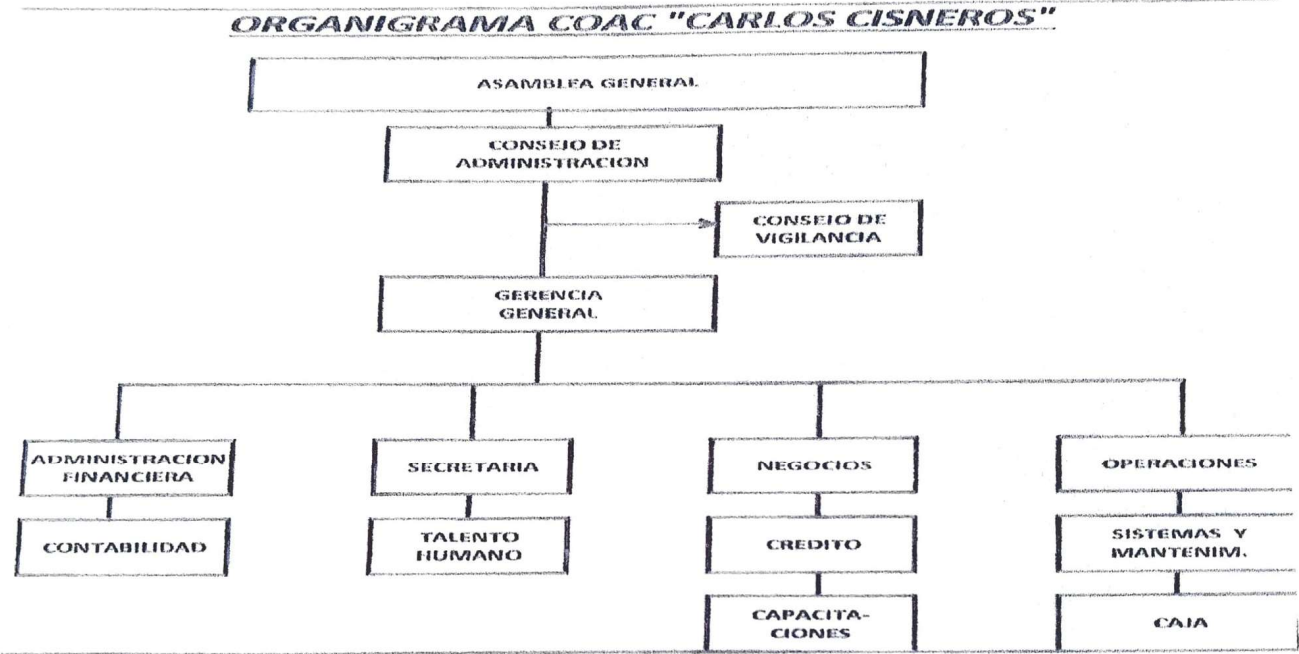 ORGANIGRAMA COAC "CARLOS CISNEROS"
ASAMBLEA GENERAL
CONSEJO DE
ADMINISTRACION
CONSEJO DE
VIGILANCIA
GERENCIA
GENERAL
ADMINISTRACION
FINANCIERA
SECRETARIA
NEGOCIOS
OPERACIONES
CONTABILIDAD
TALENTO
HUMANO
CREDITO
SISTEMAS Y
MANTENIM.
CAPACITA-
CIONES
CAJA